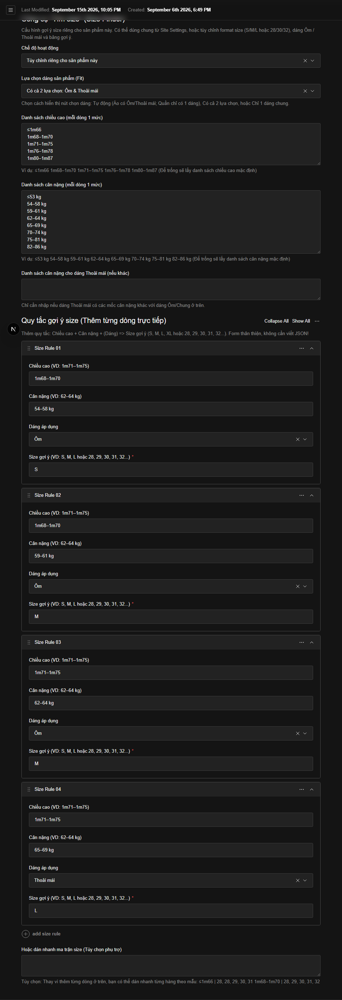 Last Modified: September 15th 2026, 10:05 PM Created: September 6th 2026, 6:49 PM
Công cụ "Tìm size" (Size Finder)
Cấu hình gợi ý size riêng cho sản phẩm này. Có thể dùng chung từ Site Settings, hoặc tùy chỉnh format size (S/M/L hoặc 28/30/32), dáng Ôm /
Thoải mái và bảng gợi ý.
Chế độ hoạt động
Tùy chỉnh riêng cho sản phẩm này
Lựa chọn dáng sản phẩm (Fit)
Có cả 2 lựa chọn: Ôm & Thoải mái
Chọn cách hiển thị nút chọn dáng: Tự động (Áo có Ôm/Thoải mái; Quần chỉ có 1 dáng), Có cả 2 lựa chọn, hoặc Chỉ 1 dáng chung.
Danh sách chiều cao (mỗi dòng 1 mức)
≤1m66
1m68–1m70
1m71–1m75
1m76–1m78
1m80–1m87
Ví dụ: ≤1m66 1m68–1m70 1m71–1m75 1m76–1m78 1m80–1m87 (Để trống sẽ lấy danh sách chiều cao mặc định)
Danh sách cân nặng (mỗi dòng 1 mức)
≤53 kg
54–58 kg
59–61 kg
62–64 kg
65–69 kg
70–74 kg
75–81 kg
82–86 kg
Ví dụ: ≤53 kg 54–58 kg 59–61 kg 62–64 kg 65–69 kg 70–74 kg 75–81 kg 82–86 kg (Để trống sẽ lấy danh sách cân nặng mặc định)
Danh sách cân nặng cho dáng Thoải mái (nếu khác)
Chỉ cần nhập nếu dáng Thoải mái có các mốc cân nặng khác với dáng Ôm/Chung ở trên.
Quy tắc gợi ý size (Thêm từng dòng trực tiếp) Collapse All Show All
N
Thêm quy tắc: Chiều cao + Cân nặng + (Dáng) => Size gợi ý (S, M, L, XL hoặc 28, 29, 30, 31, 32...). Form thân thiện, không cần viết JSON!
Size Rule 01
Chiều cao (VD: 1m71–1m75)
1m68–1m70
Cân nặng (VD: 62–64 kg)
54–58 kg
Dáng áp dụng
Ôm
Size gợi ý (VD: S, M, L hoặc 28, 29, 30, 31, 32...) *
S
Size Rule 02
Chiều cao (VD: 1m71–1m75)
1m68–1m70
Cân nặng (VD: 62–64 kg)
59–61 kg
Dáng áp dụng
Ôm
Size gợi ý (VD: S, M, L hoặc 28, 29, 30, 31, 32...) *
M
Size Rule 03
Chiều cao (VD: 1m71–1m75)
1m71–1m75
Cân nặng (VD: 62–64 kg)
62–64 kg
Dáng áp dụng
Ôm
Size gợi ý (VD: S, M, L hoặc 28, 29, 30, 31, 32...) *
M
Size Rule 04
Chiều cao (VD: 1m71–1m75)
1m71–1m75
Cân nặng (VD: 62–64 kg)
65–69 kg
Dáng áp dụng
Thoải mái
Size gợi ý (VD: S, M, L hoặc 28, 29, 30, 31, 32...) *
L
add size rule
Hoặc dán nhanh ma trận size (Tùy chọn phụ trợ)
Tùy chọn: Thay vì thêm từng dòng ở trên, bạn có thể dán nhanh từng hàng theo mẫu: ≤1m66 | 28, 28, 29, 30, 31 1m68–1m70 | 28, 29, 30, 31, 32